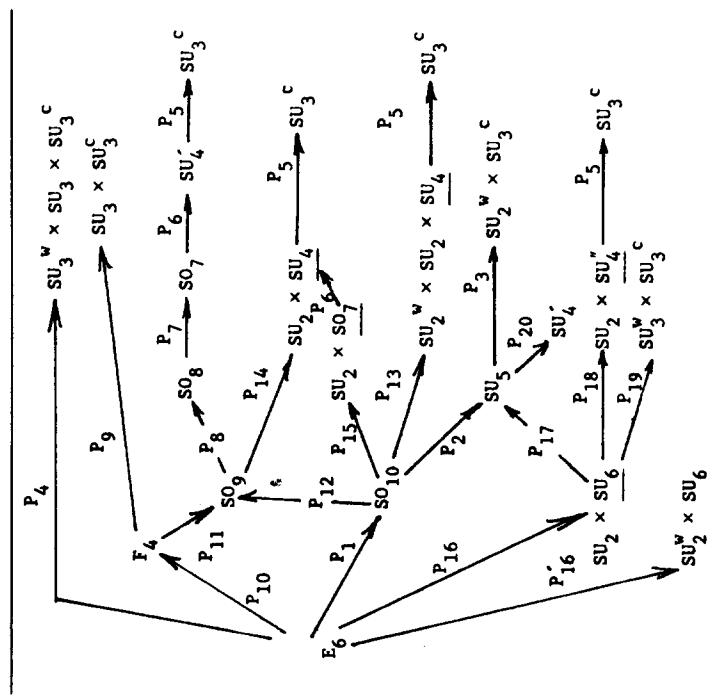 P₄ SU₃ᵂ × SU₃ × SU₃ᶜ
P₉ SU₃ × SU₃ᶜ
F₄ P₁₀ P₁₁
SO₉ P₈ SO₈ P₇ SO₇ P₆ SU₄′ P₅ SU₃ᶜ
P₁₄ SU₂ × SU₄ P₅ SU₃ᶜ
P₁₂ P₁₅ SU₂ × SO₇ P₆
E₆ P₁ SO₁₀ P₁₃ SU₂ᵂ × SU₂ × SU₄ P₅ SU₃ᶜ
P₂ SU₅ P₃ SU₂ᵂ × SU₃ᶜ
P₁₇ P₂₀ SU₄′
P₁₆ SU₂ × SU₆ P₁₈ SU₂ × SU₄″ P₅ SU₃ᶜ
P₁₉ SU₃ᵂ × SU₃ᶜ
P₁₆′ SU₂ᵂ × SU₆